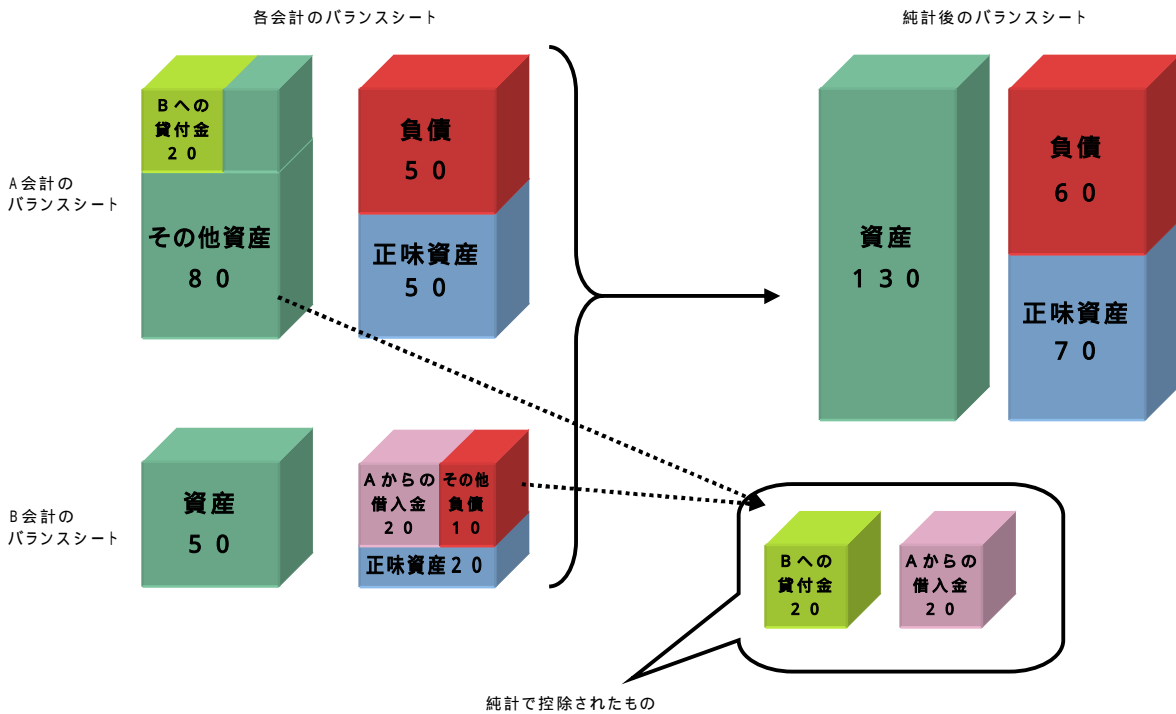 各会計のバランスシート
純計後のバランスシート
A会計の
バランスシート
Bへの
貸付金
20
その他資産
80
負債
50
正味資産
50
資産
130
負債
60
正味資産
70
B会計の
バランスシート
資産
50
Aからの
借入金
20
その他
負債
10
正味資産20
Bへの
貸付金
20
Aからの
借入金
20
純計で控除されたもの